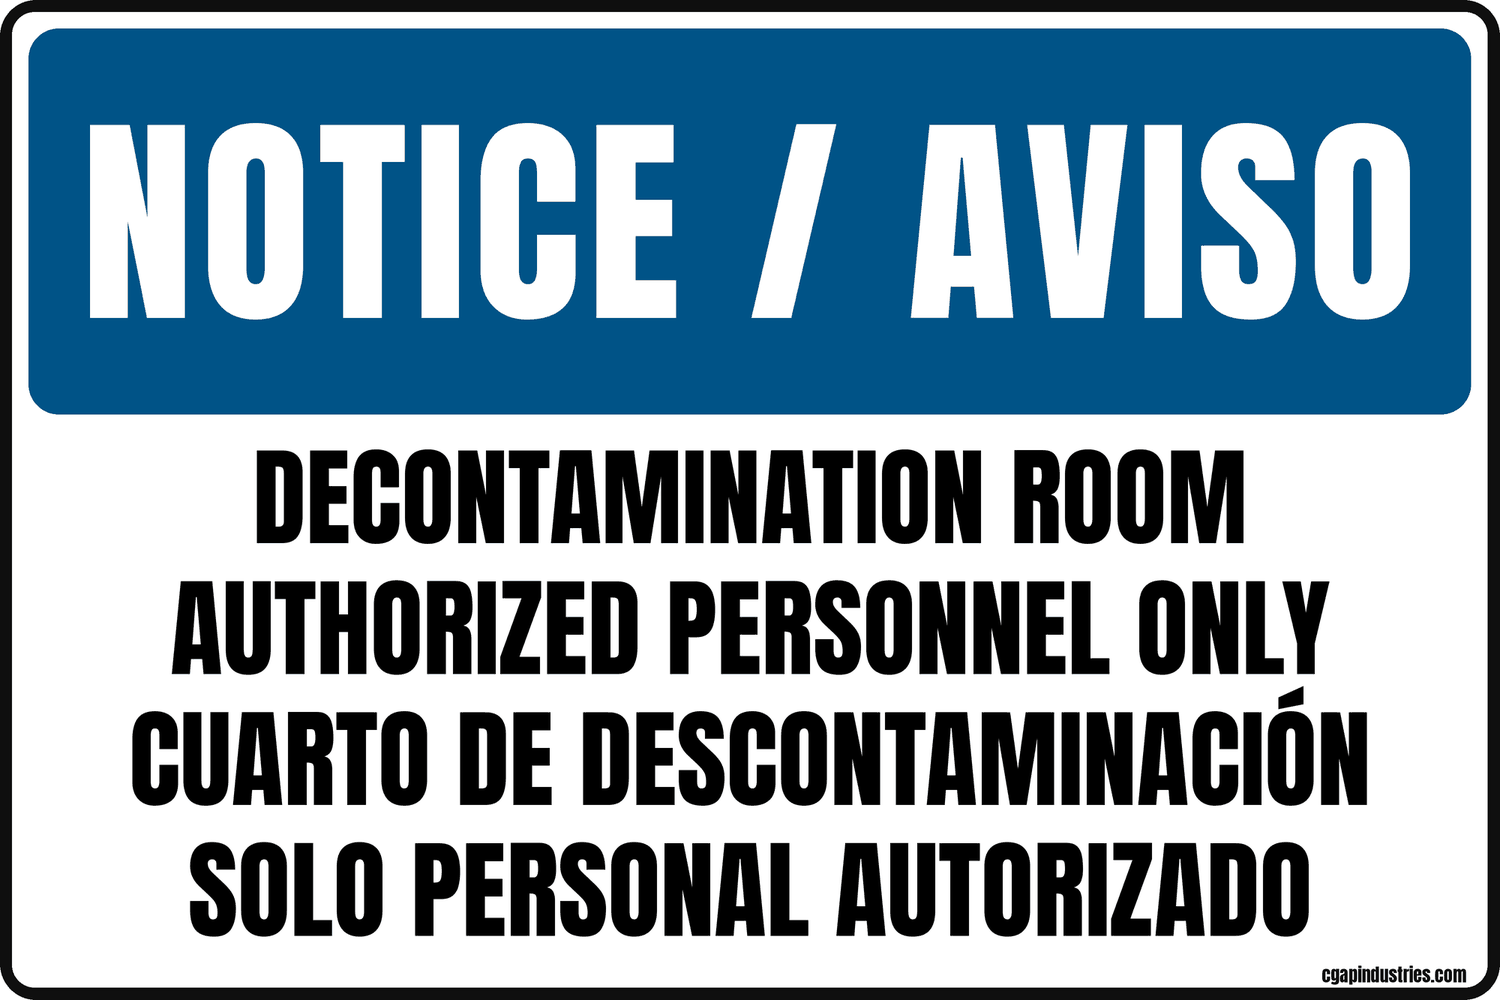 NOTICE / AVISO
DECONTAMINATION ROOM
AUTHORIZED PERSONNEL ONLY
CUARTO DE DESCONTAMINACIÓN
SOLO PERSONAL AUTORIZADO
cgapindustries.com